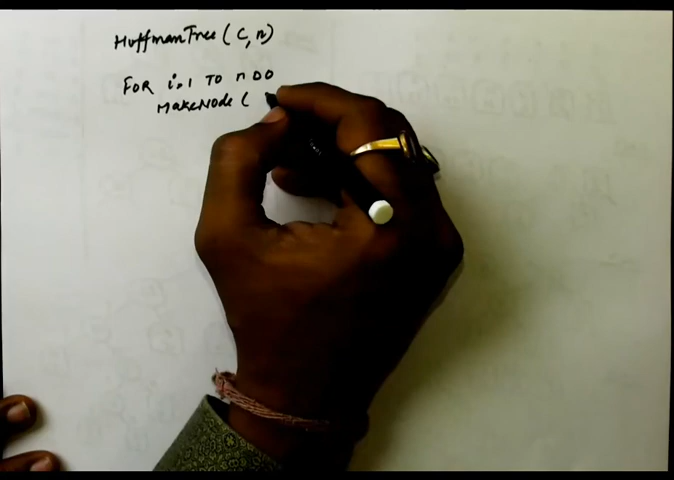 HuffmanTree (C, n)
FOR i=1 TO n DO
MakeNode (